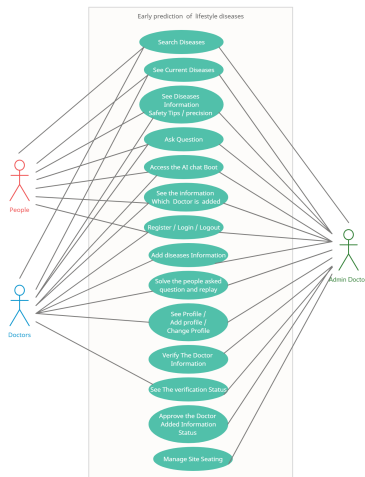 Early prediction of lifestyle diseases
Search Diseases
See Current Diseases
See Diseases
Information
Safety Tips / precision
Ask Question
Access the AI chat Boot
See the information
Which Doctor is added
Register / Login / Logout
Add diseases Information
Solve the people asked
question and replay
See Profile /
Add profile /
Change Profile
Verify The Doctor
Information
See The verification Status
Approve the Doctor
Added Information
Status
Manage Site Seating
People
Doctors
Admin Docto